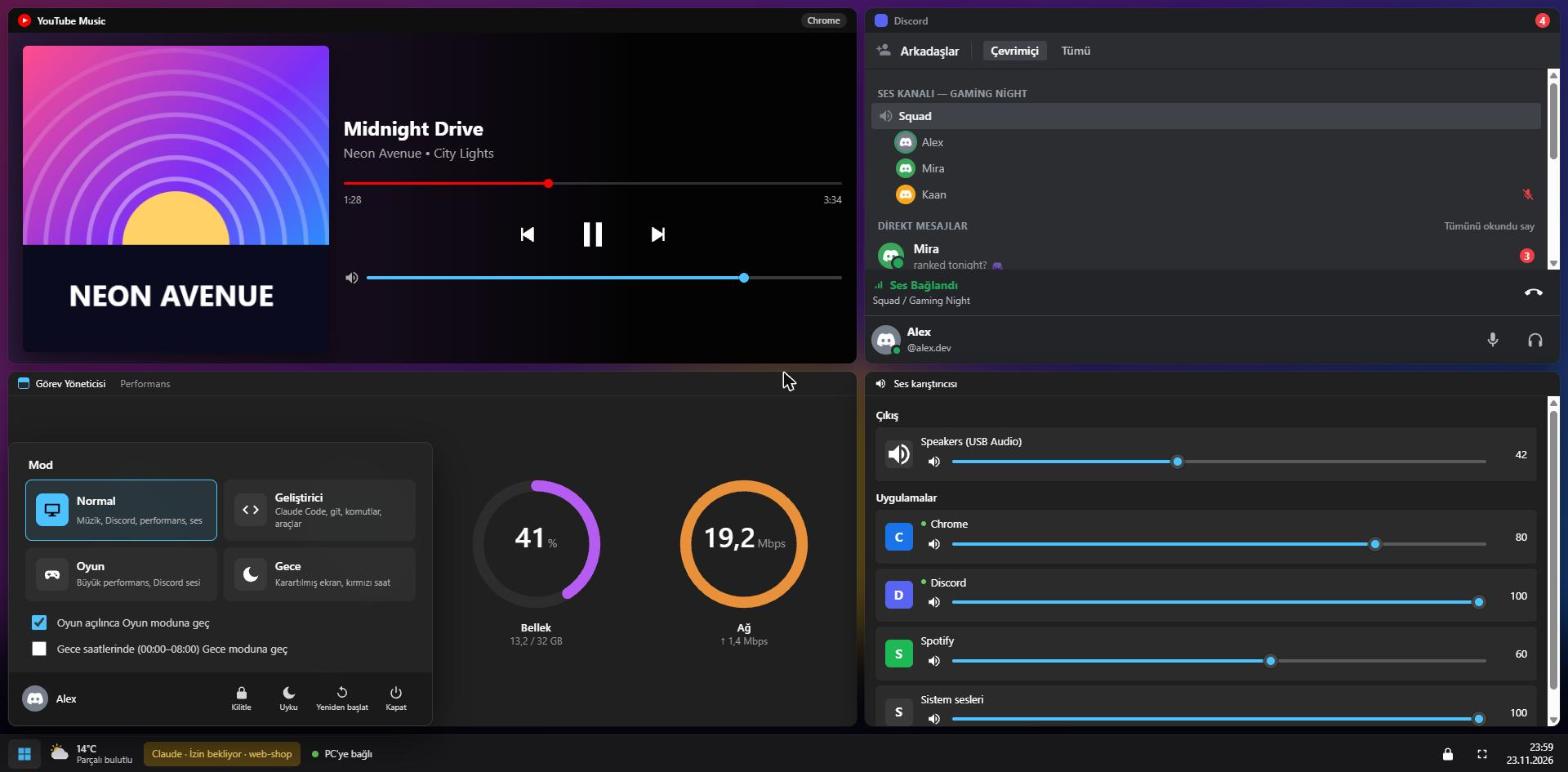 YouTube Music
Chrome
NEON AVENUE
Midnight Drive
Neon Avenue • City Lights
1:28
3:34
Discord
4
Arkadaşlar
Çevrimiçi
Tümü
SES KANALI — GAMİNG NİGHT
Squad
Alex
Mira
Kaan
DİREKT MESAJLAR
Tümünü okundu say
Mira
ranked tonight?
3
Ses Bağlandı
Squad / Gaming Night
Alex
@alex.dev
Görev Yöneticisi
Performans
Mod
Normal
Müzik, Discord, performans, ses
Geliştirici
Claude Code, git, komutlar,
araçlar
Oyun
Büyük performans, Discord sesi
Gece
Karartılmış ekran, kırmızı saat
Oyun açılınca Oyun moduna geç
Gece saatlerinde (00:00–08:00) Gece moduna geç
Alex
Kilitle
Uyku
Yeniden başlat
Kapat
41 %
Bellek
13,2 / 32 GB
19,2 Mbps
Ağ
↑ 1,4 Mbps
Ses karıştırıcısı
Çıkış
Speakers (USB Audio)
42
Uygulamalar
C
Chrome
80
D
Discord
100
S
Spotify
60
S
Sistem sesleri
100
14°C
Parçalı bulutlu
Claude · İzin bekliyor · web-shop
PC'ye bağlı
23:59
23.11.2026